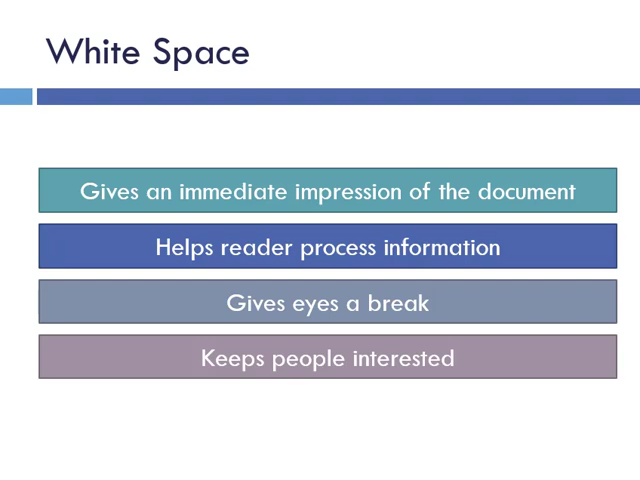 White Space
Gives an immediate impression of the document
Helps reader process information
Gives eyes a break
Keeps people interested